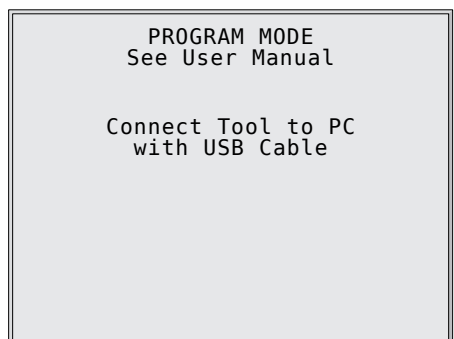 PROGRAM MODE
See User Manual
Connect Tool to PC
with USB Cable